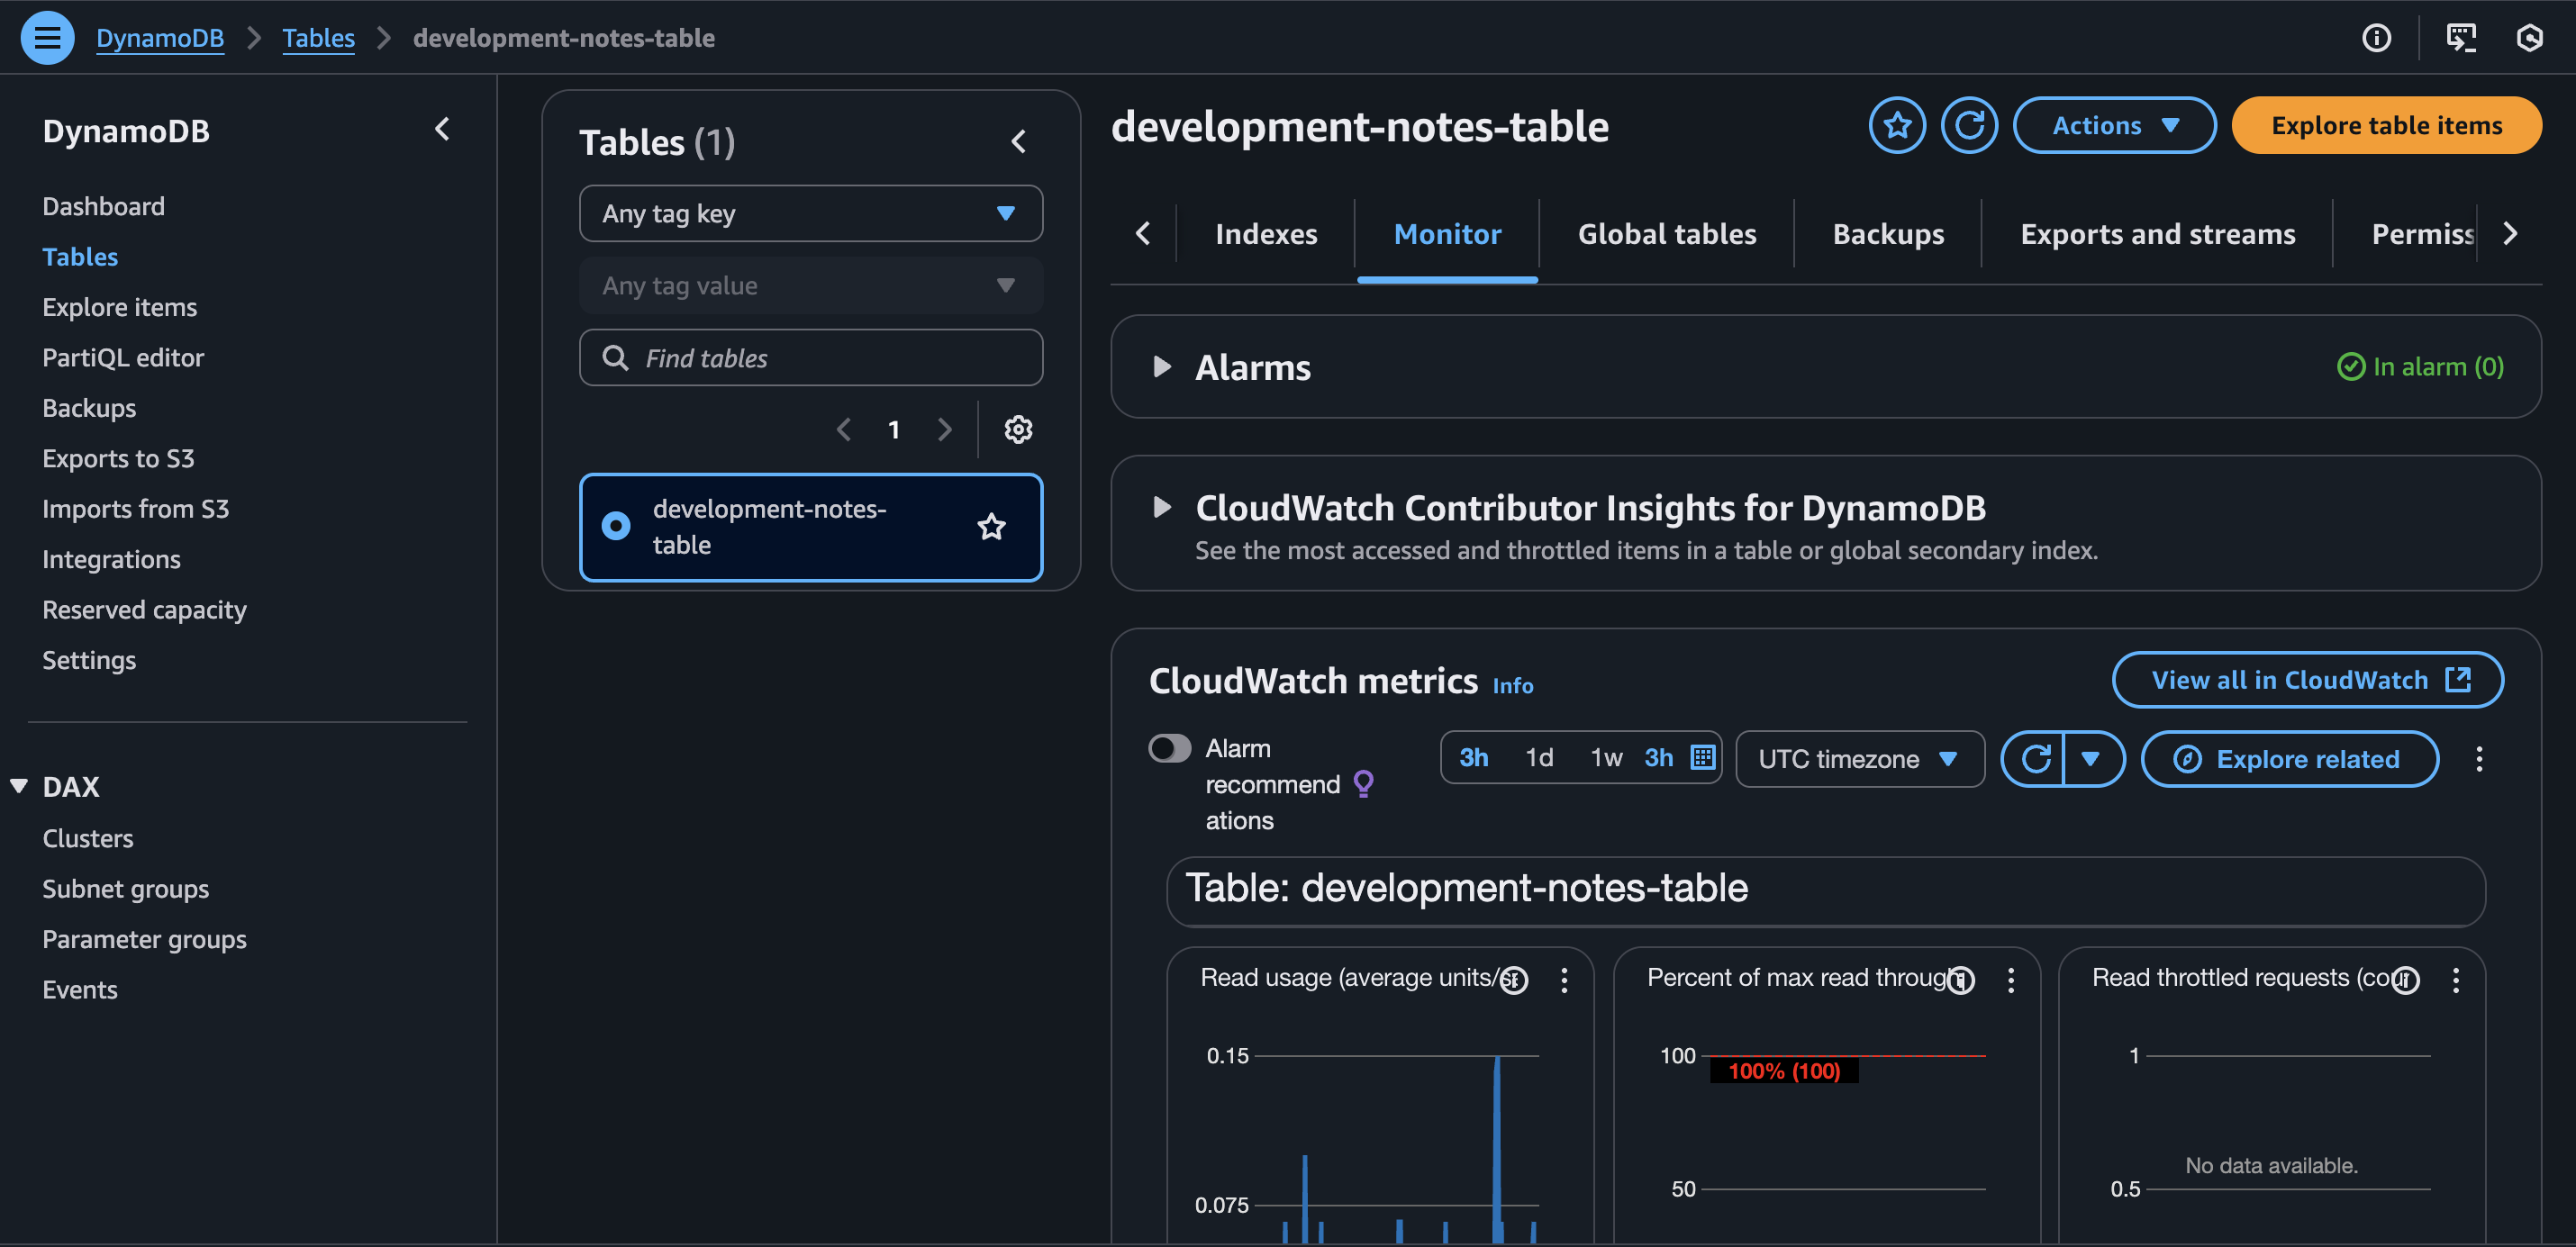 DynamoDB
Tables
development-notes-table
DynamoDB
Dashboard
Tables
Explore items
PartiQL editor
Backups
Exports to S3
Imports from S3
Integrations
Reserved capacity
Settings
DAX
Clusters
Subnet groups
Parameter groups
Events
Tables (1)
Any tag key
Any tag value
Find tables
1
development-notes-
table
development-notes-table
Actions
Explore table items
Indexes
Monitor
Global tables
Backups
Exports and streams
Permiss
Alarms
In alarm (0)
CloudWatch Contributor Insights for DynamoDB
See the most accessed and throttled items in a table or global secondary index.
CloudWatch metrics Info
View all in CloudWatch
Alarm
recommend
ations
3h 1d 1w 3h
UTC timezone
Explore related
Table: development-notes-table
Read usage (average units/
0.15
0.075
Percent of max read throug
100
100% (100)
50
Read throttled requests (co
1
No data available.
0.5